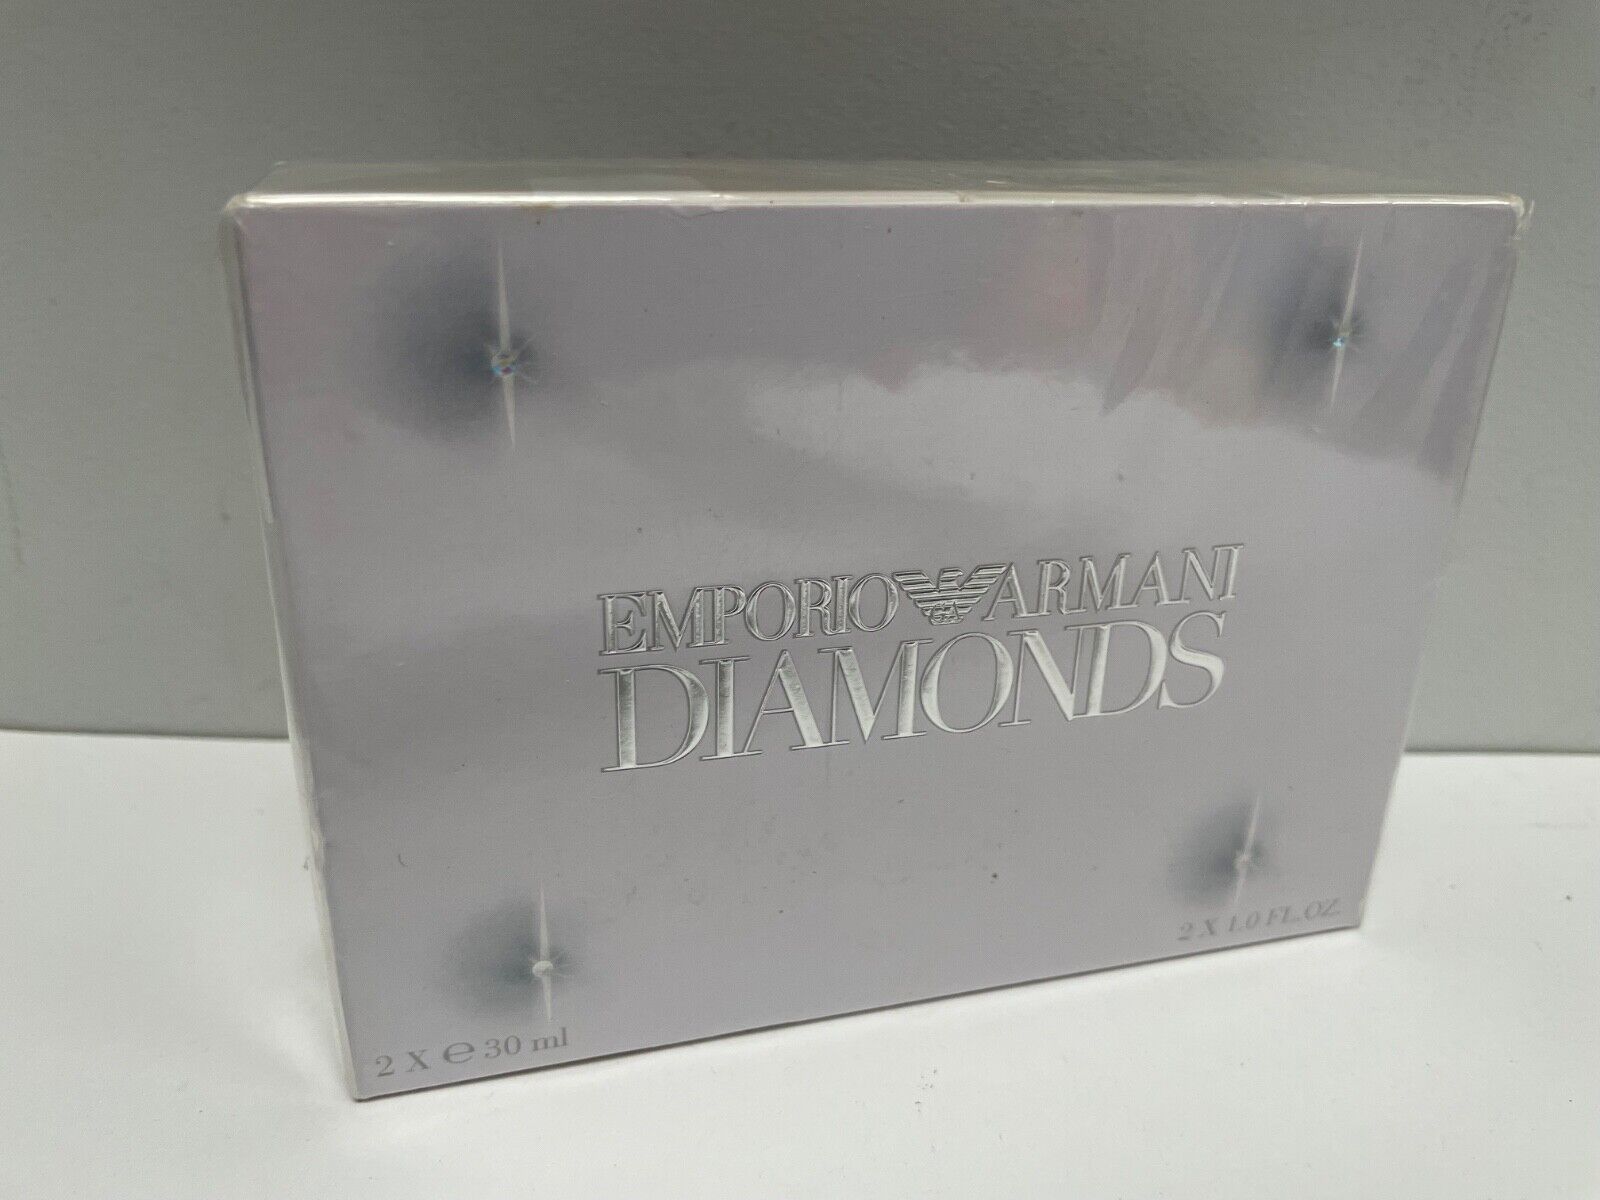 EMPORIO ARMANI
DIAMONDS
2 X 1.0 FL.OZ.
2 X ℮ 30 ml